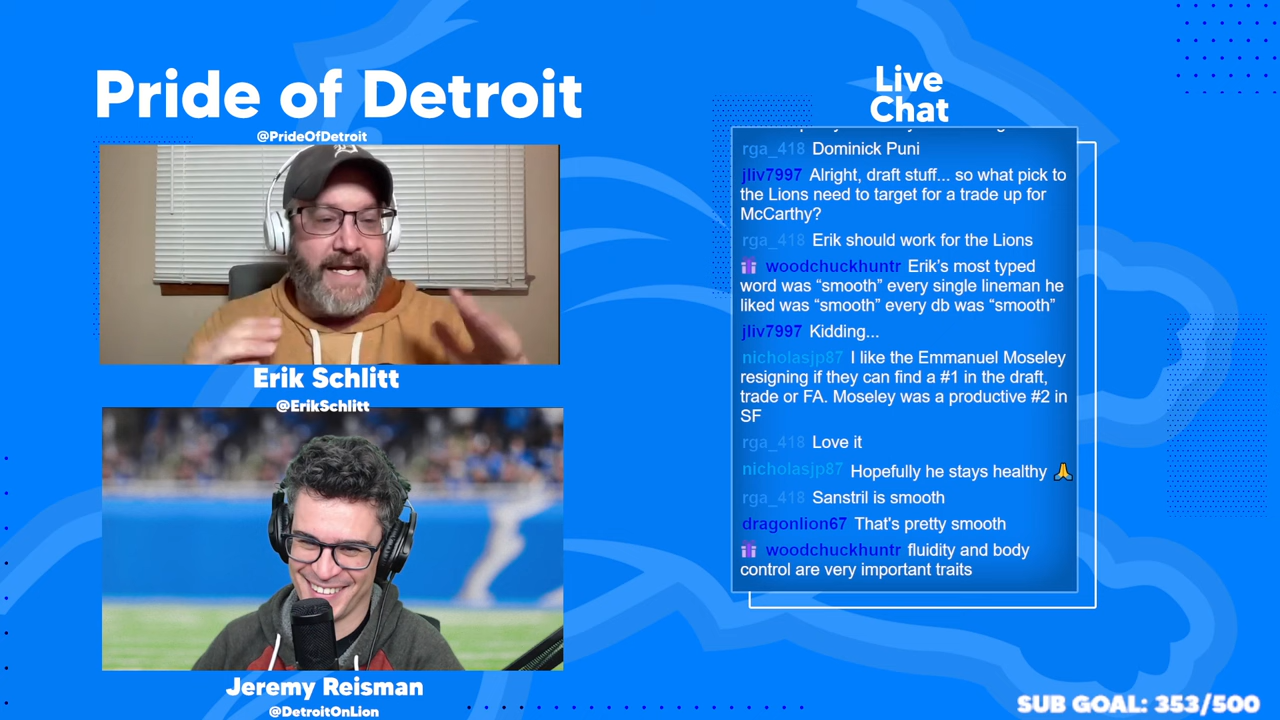 Pride of Detroit
@PrideOfDetroit
Erik Schlitt
@ErikSchlitt
Jeremy Reisman
@DetroitOnLion
Live
Chat
rga_418 Dominick Puni
jliv7997 Alright, draft stuff... so what pick to
the Lions need to target for a trade up for
McCarthy?
rga_418 Erik should work for the Lions
woodchuckhuntr Erik's most typed
word was “smooth” every single lineman he
liked was “smooth” every db was “smooth”
jliv7997 Kidding...
nicholasjp87 I like the Emmanuel Moseley
resigning if they can find a #1 in the draft,
trade or FA. Moseley was a productive #2 in
SF
rga_418 Love it
nicholasjp87 Hopefully he stays healthy 🙏
rga_418 Sanstril is smooth
dragonlion67 That's pretty smooth
woodchuckhuntr fluidity and body
control are very important traits
SUB GOAL: 353/500